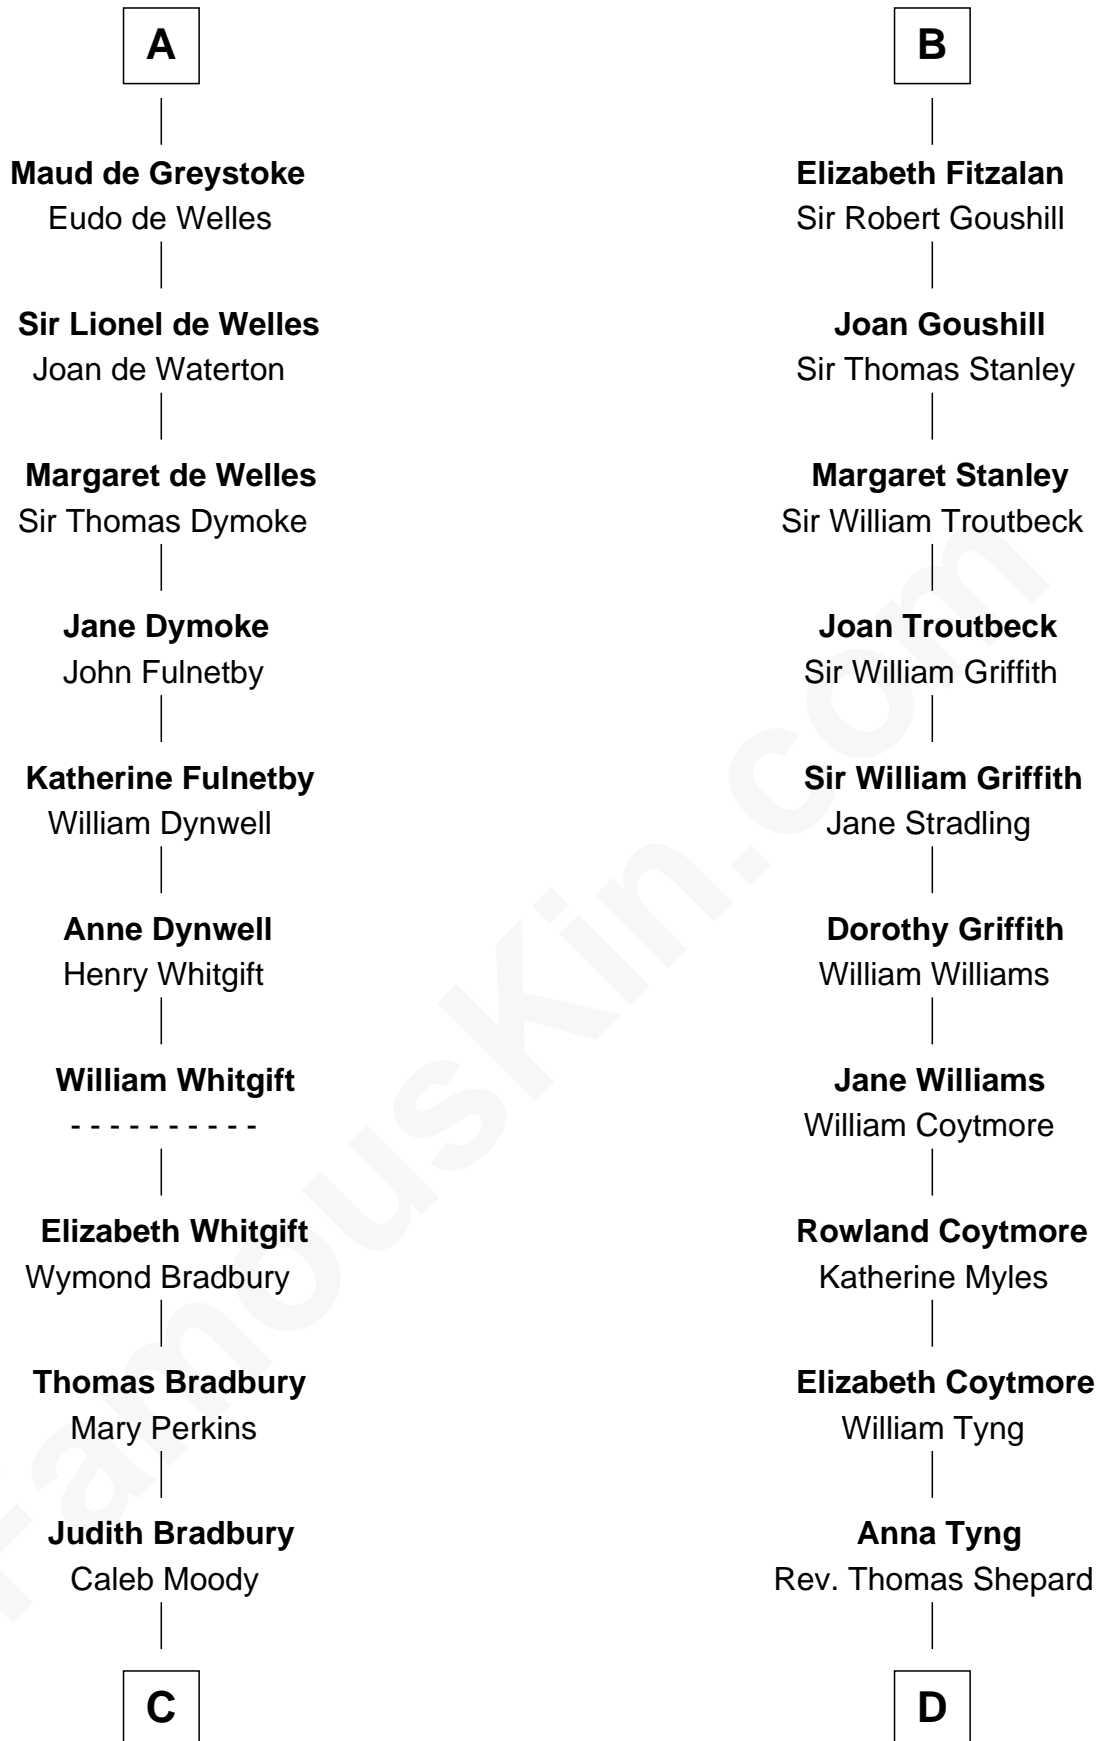 A
Maud de Greystoke
Eudo de Welles
Sir Lionel de Welles
Joan de Waterton
Margaret de Welles
Sir Thomas Dymoke
Jane Dymoke
John Fulnetby
Katherine Fulnetby
William Dynwell
Anne Dynwell
Henry Whitgift
William Whitgift
- - - - - - - - - -
Elizabeth Whitgift
Wymond Bradbury
Thomas Bradbury
Mary Perkins
Judith Bradbury
Caleb Moody
C
B
Elizabeth Fitzalan
Sir Robert Goushill
Joan Goushill
Sir Thomas Stanley
Margaret Stanley
Sir William Troutbeck
Joan Troutbeck
Sir William Griffith
Sir William Griffith
Jane Stradling
Dorothy Griffith
William Williams
Jane Williams
William Coytmore
Rowland Coytmore
Katherine Myles
Elizabeth Coytmore
William Tyng
Anna Tyng
Rev. Thomas Shepard
D
FamousKin.com